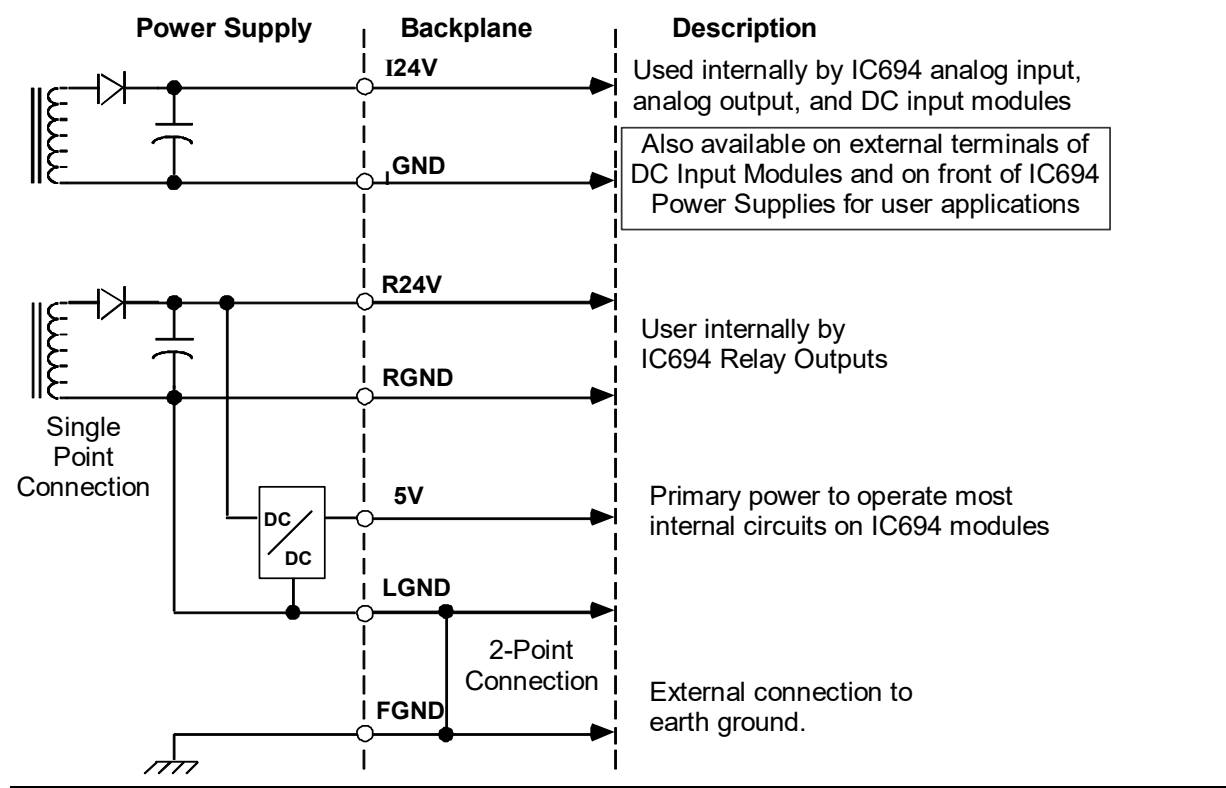 Power Supply
Backplane
Description
I24V
Used internally by IC694 analog input,
analog output, and DC input modules
GND
Also available on external terminals of
DC Input Modules and on front of IC694
Power Supplies for user applications
R24V
User internally by
IC694 Relay Outputs
RGND
Single
Point
Connection
5V
DC
DC
Primary power to operate most
internal circuits on IC694 modules
LGND
2-Point
Connection
FGND
External connection to
earth ground.